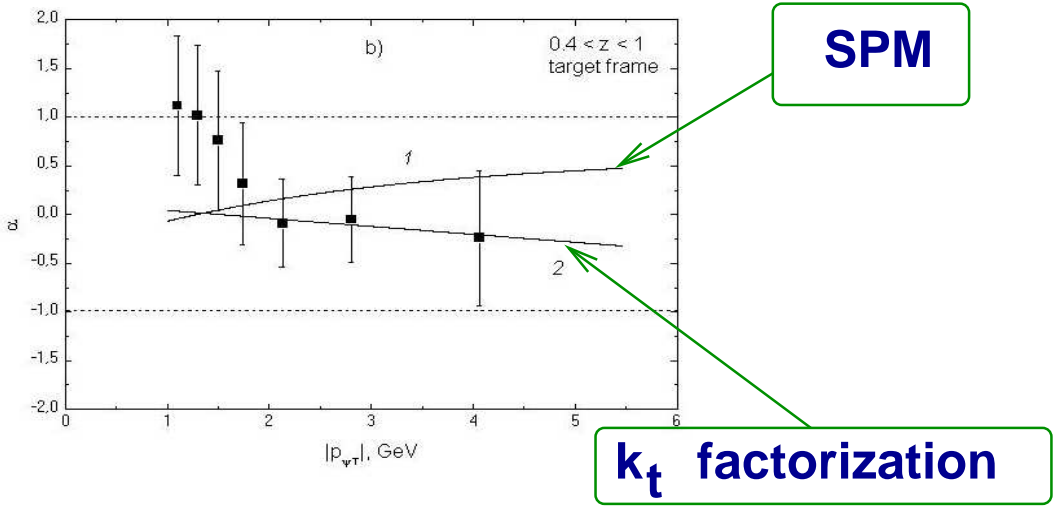 2,0
1,5
1,0
0,5
0,0
-0,5
-1,0
-1,5
-2,0
α
b)
0.4 < z < 1
target frame
1
2
0
1
2
3
4
5
6
|p_ψT|, GeV
SPM
k_t factorization